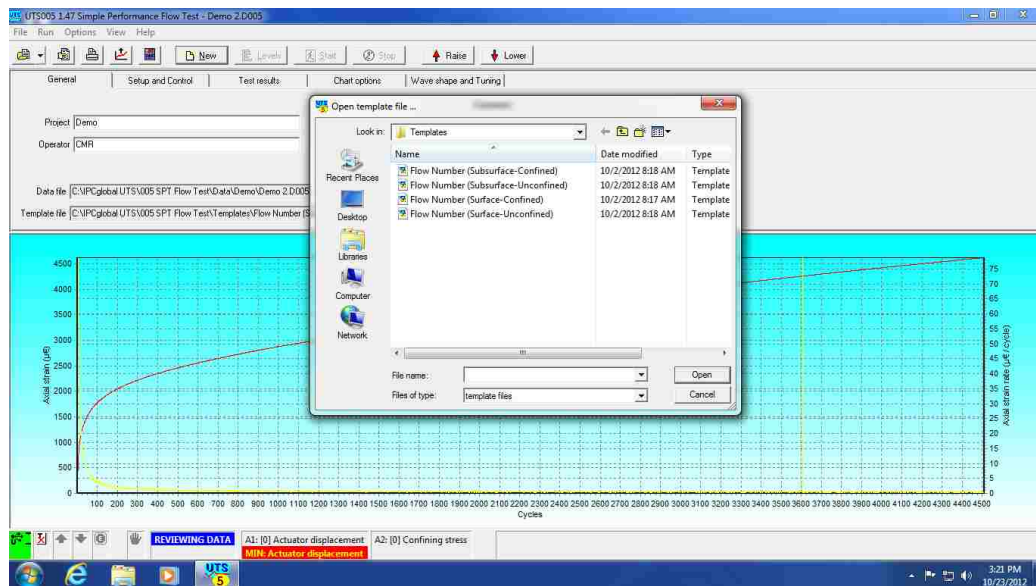 UTS005 1.47 Simple Performance Flow Test - Demo 2.D005
File Run Options View Help
New Levels Start Stop Raise Lower
General Setup and Control Test results Chart options Wave shape and Tuning
Project Demo
Operator CMR
Data file C:\IPCglobal UTS\005 SPT Flow Test\Data\Demo\Demo 2.D005
Template file C:\IPCglobal UTS\005 SPT Flow Test\Templates\Flow Number (S
Open template file ...
Look in: Templates
Name Date modified Type
Flow Number (Subsurface-Confined) 10/2/2012 8:18 AM Template
Flow Number (Subsurface-Unconfined) 10/2/2012 8:18 AM Template
Flow Number (Surface-Confined) 10/2/2012 8:17 AM Template
Flow Number (Surface-Unconfined) 10/2/2012 8:18 AM Template
Recent Places
Desktop
Libraries
Computer
Network
File name: Open
Files of type: template files Cancel
Axial strain (µє)
4500
4000
3500
3000
2500
2000
1500
1000
500
0
75
70
65
60
55
50
45
40
35
30
25
20
15
10
5
0
Axial strain rate (µє / cycle)
100 200 300 400 500 600 700 800 900 1000 1100 1200 1300 1400 1500 1600 1700 1800 1900 2000 2100 2200 2300 2400 2500 2600 2700 2800 2900 3000 3100 3200 3300 3400 3500 3600 3700 3800 3900 4000 4100 4200 4300 4400 4500
Cycles
REVIEWING DATA A1: [0] Actuator displacement A2: [0] Confining stress
MIN: Actuator displacement
UTS
5
3:21 PM
10/23/2012